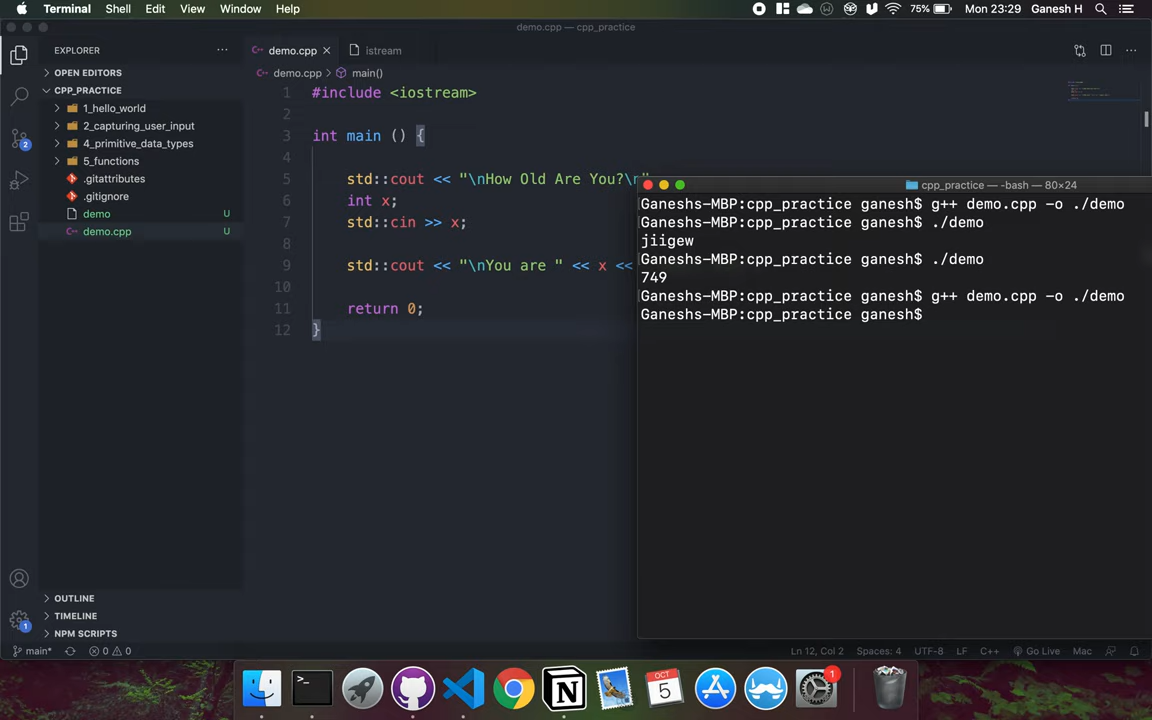 Terminal Shell Edit View Window Help 75% Mon 23:29 Ganesh H
demo.cpp — cpp_practice
EXPLORER ...
demo.cpp
istream
OPEN EDITORS
demo.cpp > main()
CPP_PRACTICE
1_hello_world
2_capturing_user_input
4_primitive_data_types
5_functions
.gitattributes
.gitignore
demo U
demo.cpp U
1 #include <iostream>
2
3 int main () {
4
5 std::cout << "\nHow Old Are You?\n"
6 int x;
7 std::cin >> x;
8
9 std::cout << "\nYou are " << x <<
10
11 return 0;
12 }
cpp_practice — -bash — 80×24
Ganeshs-MBP:cpp_practice ganesh$ g++ demo.cpp -o ./demo
Ganeshs-MBP:cpp_practice ganesh$ ./demo
jiigew
Ganeshs-MBP:cpp_practice ganesh$ ./demo
749
Ganeshs-MBP:cpp_practice ganesh$ g++ demo.cpp -o ./demo
Ganeshs-MBP:cpp_practice ganesh$
2
1
OUTLINE
TIMELINE
NPM SCRIPTS
main* 0 0 Ln 12, Col 2 Spaces: 4 UTF-8 LF C++ Go Live Mac
>_
N
OCT
5
1